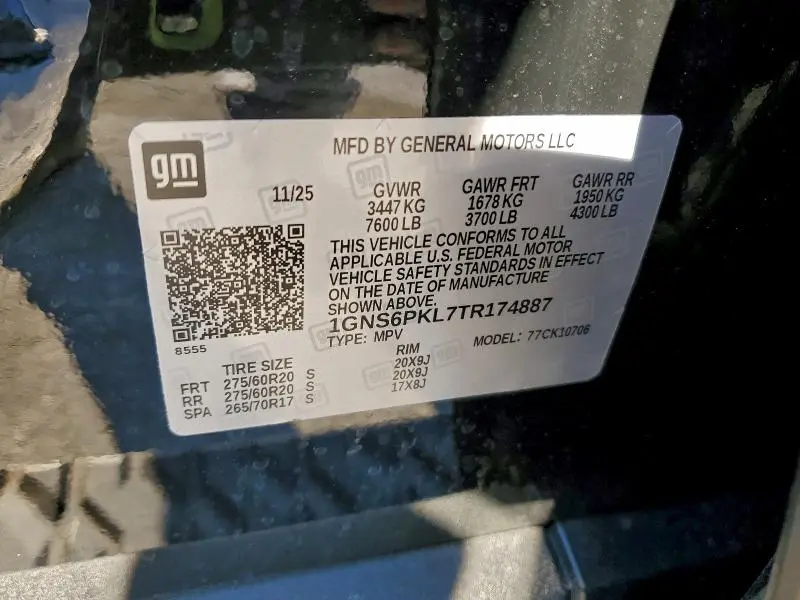 gm
MFD BY GENERAL MOTORS LLC
11/25
GVWR
3447 KG
7600 LB
GAWR FRT
1678 KG
3700 LB
GAWR RR
1950 KG
4300 LB
THIS VEHICLE CONFORMS TO ALL
APPLICABLE U.S. FEDERAL MOTOR
VEHICLE SAFETY STANDARDS IN EFFECT
ON THE DATE OF MANUFACTURE
SHOWN ABOVE.
1GNS6PKL7TR174887
TYPE: MPV
MODEL: 77CK10706
8555
TIRE SIZE
RIM
FRT 275/60R20 S 20X9J
RR 275/60R20 S 20X9J
SPA 265/70R17 S 17X8J